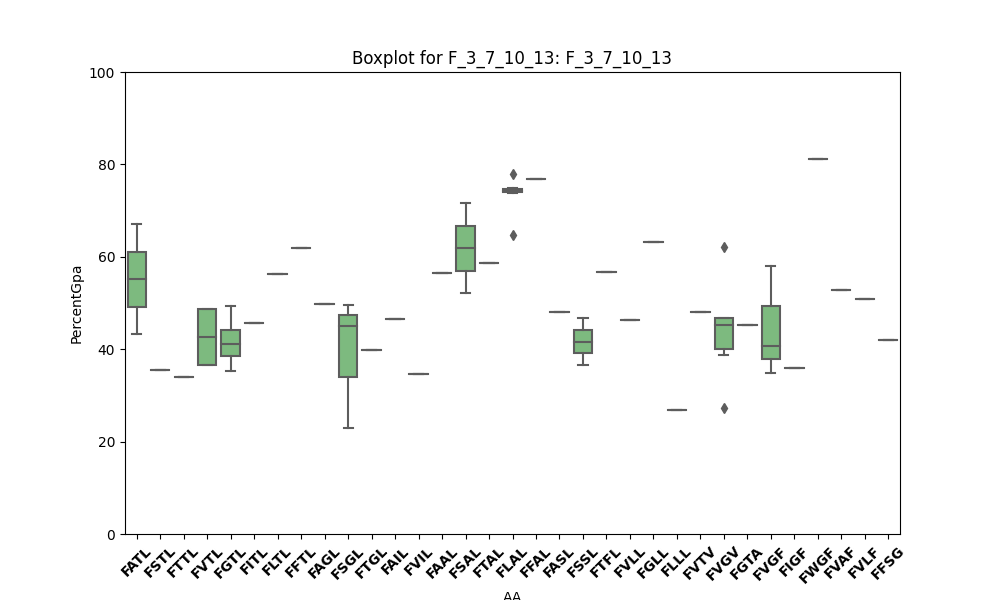 Boxplot for F_3_7_10_13: F_3_7_10_13
100
80
60
40
20
0
PercentGpa
FATL FSTL FTTL FVTL FGTL FITL FLTL FFTL FAGL FSGL FTGL FAIL FVIL FAAL FSAL FTAL FLAL FFAL FASL FSSL FTFL FVLL FGLL FLLL FVTV FVGV FGTA FVGF FIGF FWGF FVAF FVLF FFSG
AA